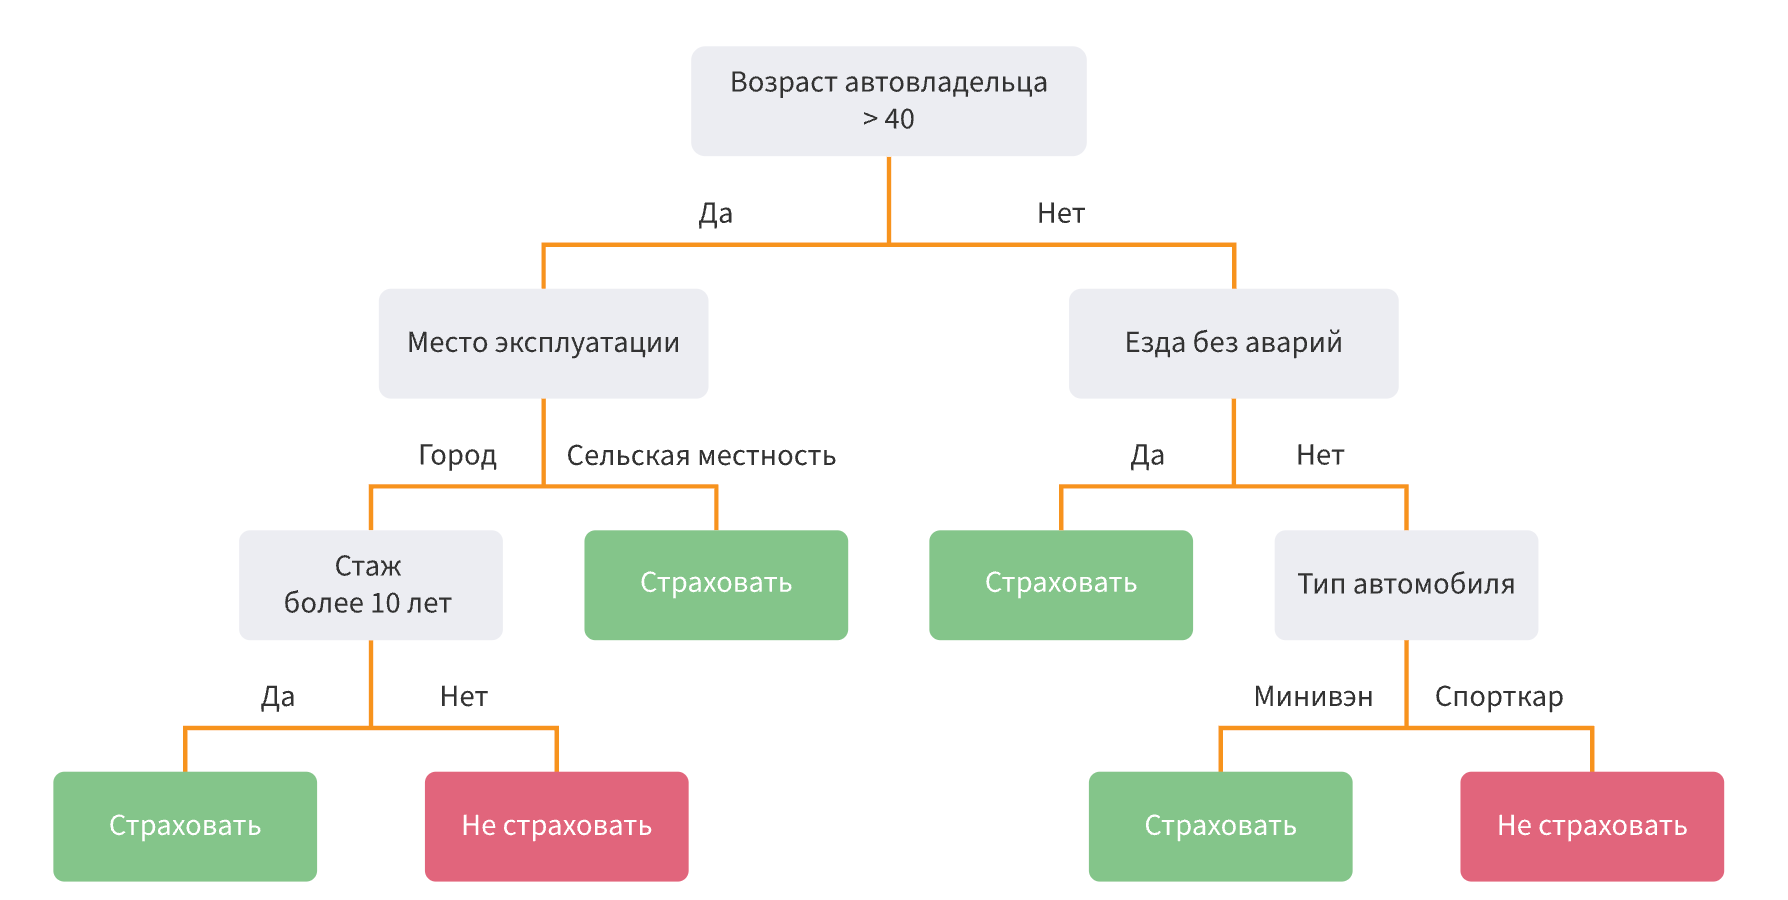 Возраст автовладельца
> 40
Да
Нет
Место эксплуатации
Езда без аварий
Город
Сельская местность
Да
Нет
Стаж
более 10 лет
Страховать
Страховать
Тип автомобиля
Да
Нет
Минивэн
Спорткар
Страховать
Не страховать
Страховать
Не страховать